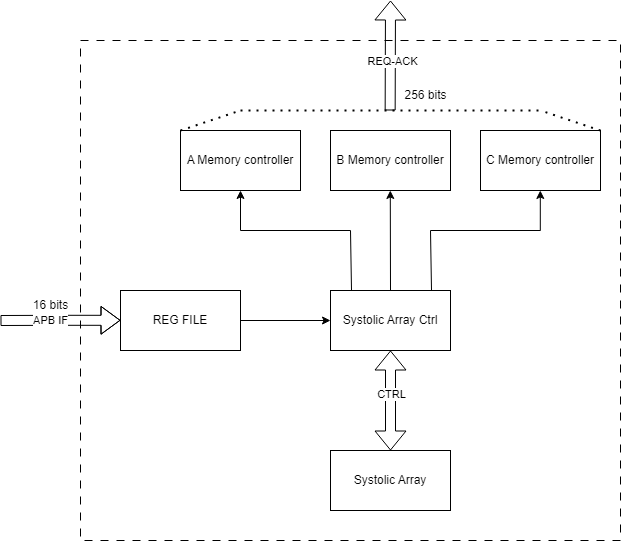 REQ-ACK
256 bits
A Memory controller
B Memory controller
C Memory controller
16 bits
APB IF
REG FILE
Systolic Array Ctrl
CTRL
Systolic Array